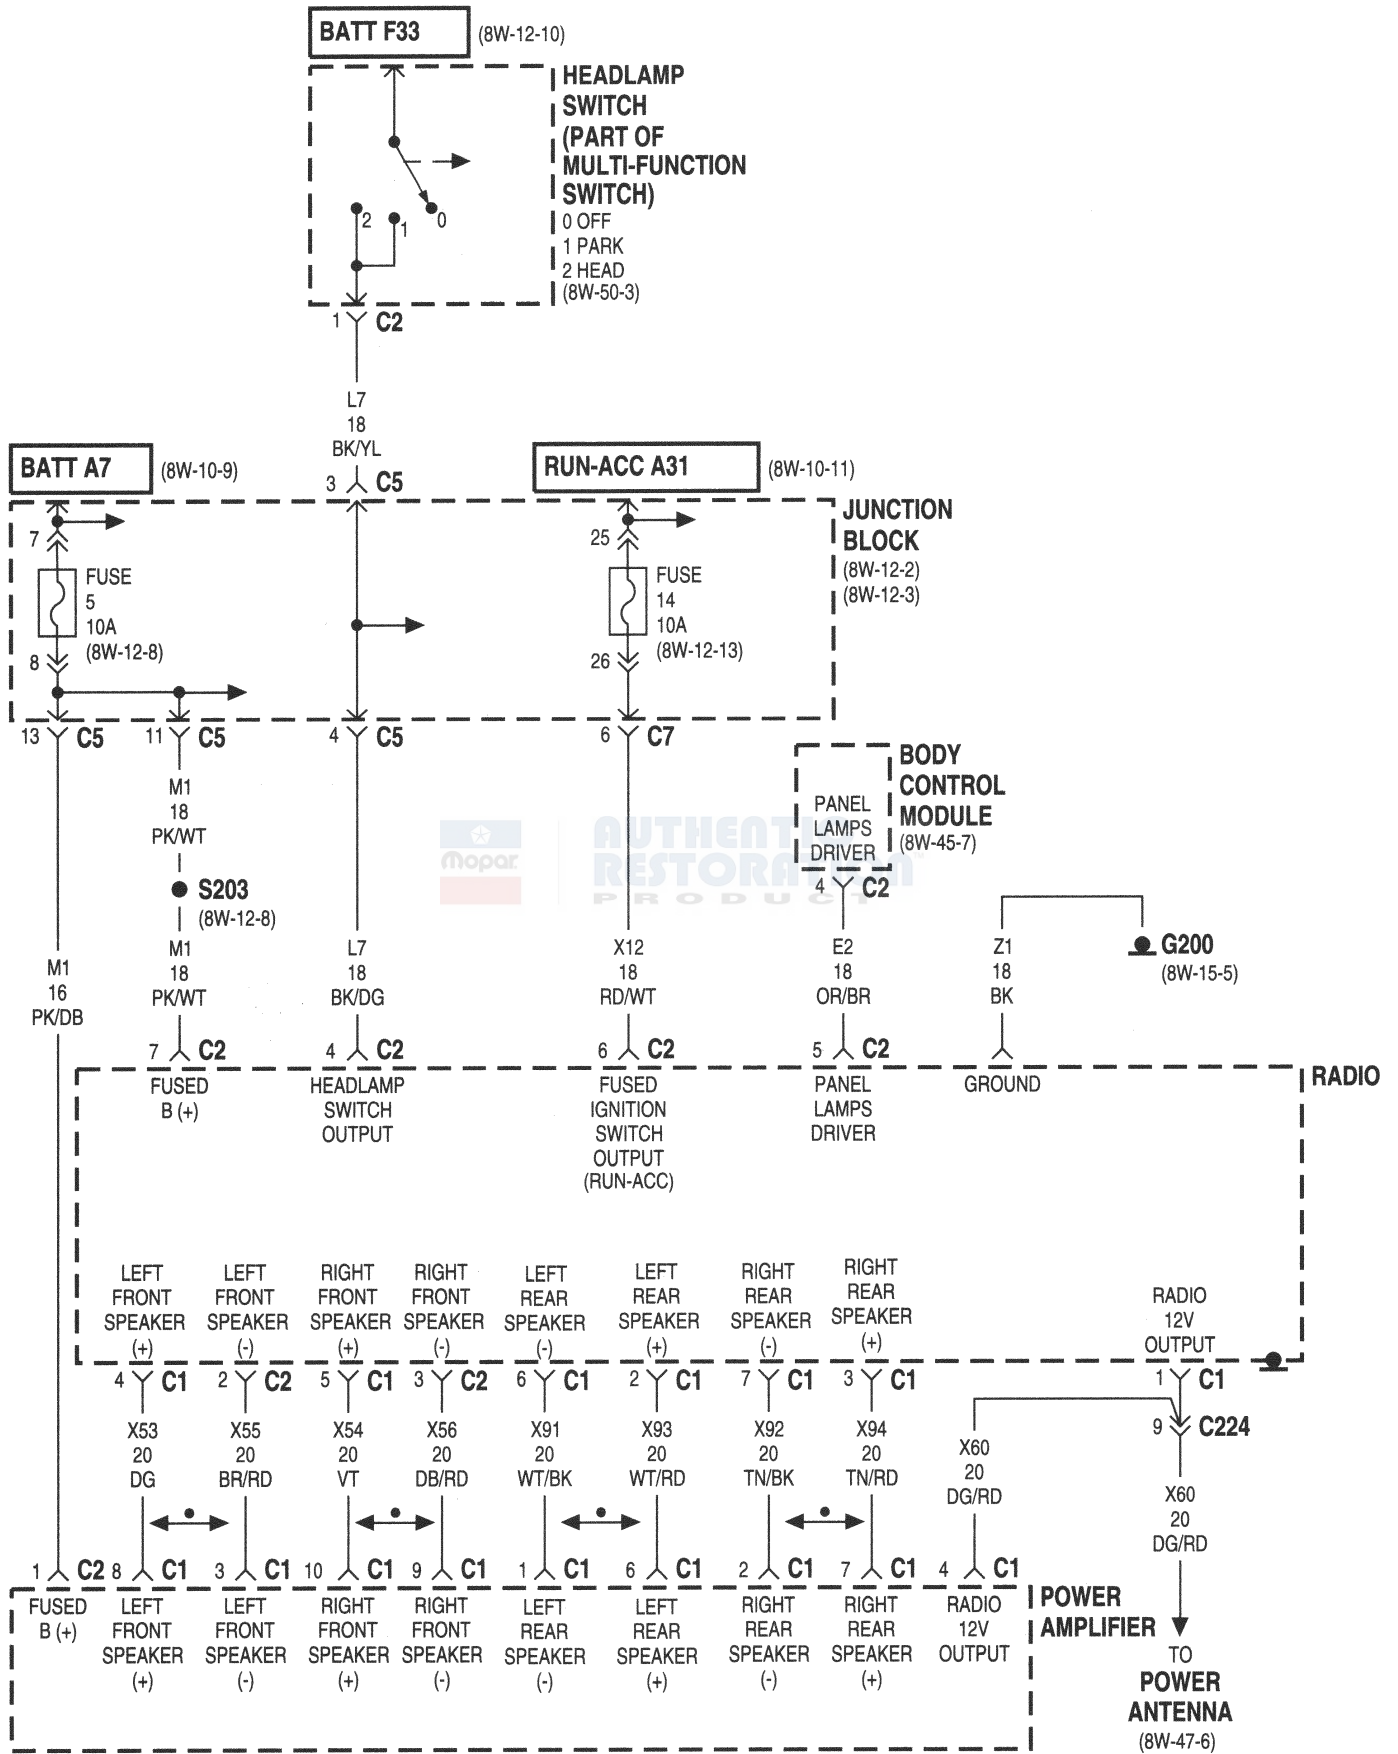 BATT F33 (8W-12-10)
HEADLAMP
SWITCH
(PART OF
MULTI-FUNCTION
SWITCH)
0 OFF
1 PARK
2 HEAD
(8W-50-3)
2 1 0
1 C2
L7
18
BK/YL
3 C5
BATT A7 (8W-10-9)
RUN-ACC A31 (8W-10-11)
JUNCTION
BLOCK
(8W-12-2)
(8W-12-3)
7
FUSE
5
10A
(8W-12-8)
8
25
FUSE
14
10A
(8W-12-13)
26
13 C5 11 C5 4 C5 6 C7
BODY
CONTROL
MODULE
(8W-45-7)
PANEL
LAMPS
DRIVER
4 C2
M1
18
PK/WT
S203
(8W-12-8)
Mopar
AUTHENTIC
RESTORATION
PRODUCT
M1
16
PK/DB
M1
18
PK/WT
L7
18
BK/DG
X12
18
RD/WT
E2
18
OR/BR
Z1
18
BK
G200
(8W-15-5)
7 C2 4 C2 6 C2 5 C2
RADIO
FUSED
B (+)
HEADLAMP
SWITCH
OUTPUT
FUSED
IGNITION
SWITCH
OUTPUT
(RUN-ACC)
PANEL
LAMPS
DRIVER
GROUND
LEFT
FRONT
SPEAKER
(+)
LEFT
FRONT
SPEAKER
(-)
RIGHT
FRONT
SPEAKER
(+)
RIGHT
FRONT
SPEAKER
(-)
LEFT
REAR
SPEAKER
(-)
LEFT
REAR
SPEAKER
(+)
RIGHT
REAR
SPEAKER
(-)
RIGHT
REAR
SPEAKER
(+)
RADIO
12V
OUTPUT
4 C1 2 C2 5 C1 3 C2 6 C1 2 C1 7 C1 3 C1 1 C1
9 C224
X53
20
DG
X55
20
BR/RD
X54
20
VT
X56
20
DB/RD
X91
20
WT/BK
X93
20
WT/RD
X92
20
TN/BK
X94
20
TN/RD
X60
20
DG/RD
X60
20
DG/RD
1 C2 8 C1 3 C1 10 C1 9 C1 1 C1 6 C1 2 C1 7 C1 4 C1
POWER
AMPLIFIER
FUSED
B (+)
LEFT
FRONT
SPEAKER
(+)
LEFT
FRONT
SPEAKER
(-)
RIGHT
FRONT
SPEAKER
(+)
RIGHT
FRONT
SPEAKER
(-)
LEFT
REAR
SPEAKER
(-)
LEFT
REAR
SPEAKER
(+)
RIGHT
REAR
SPEAKER
(-)
RIGHT
REAR
SPEAKER
(+)
RADIO
12V
OUTPUT
TO
POWER
ANTENNA
(8W-47-6)